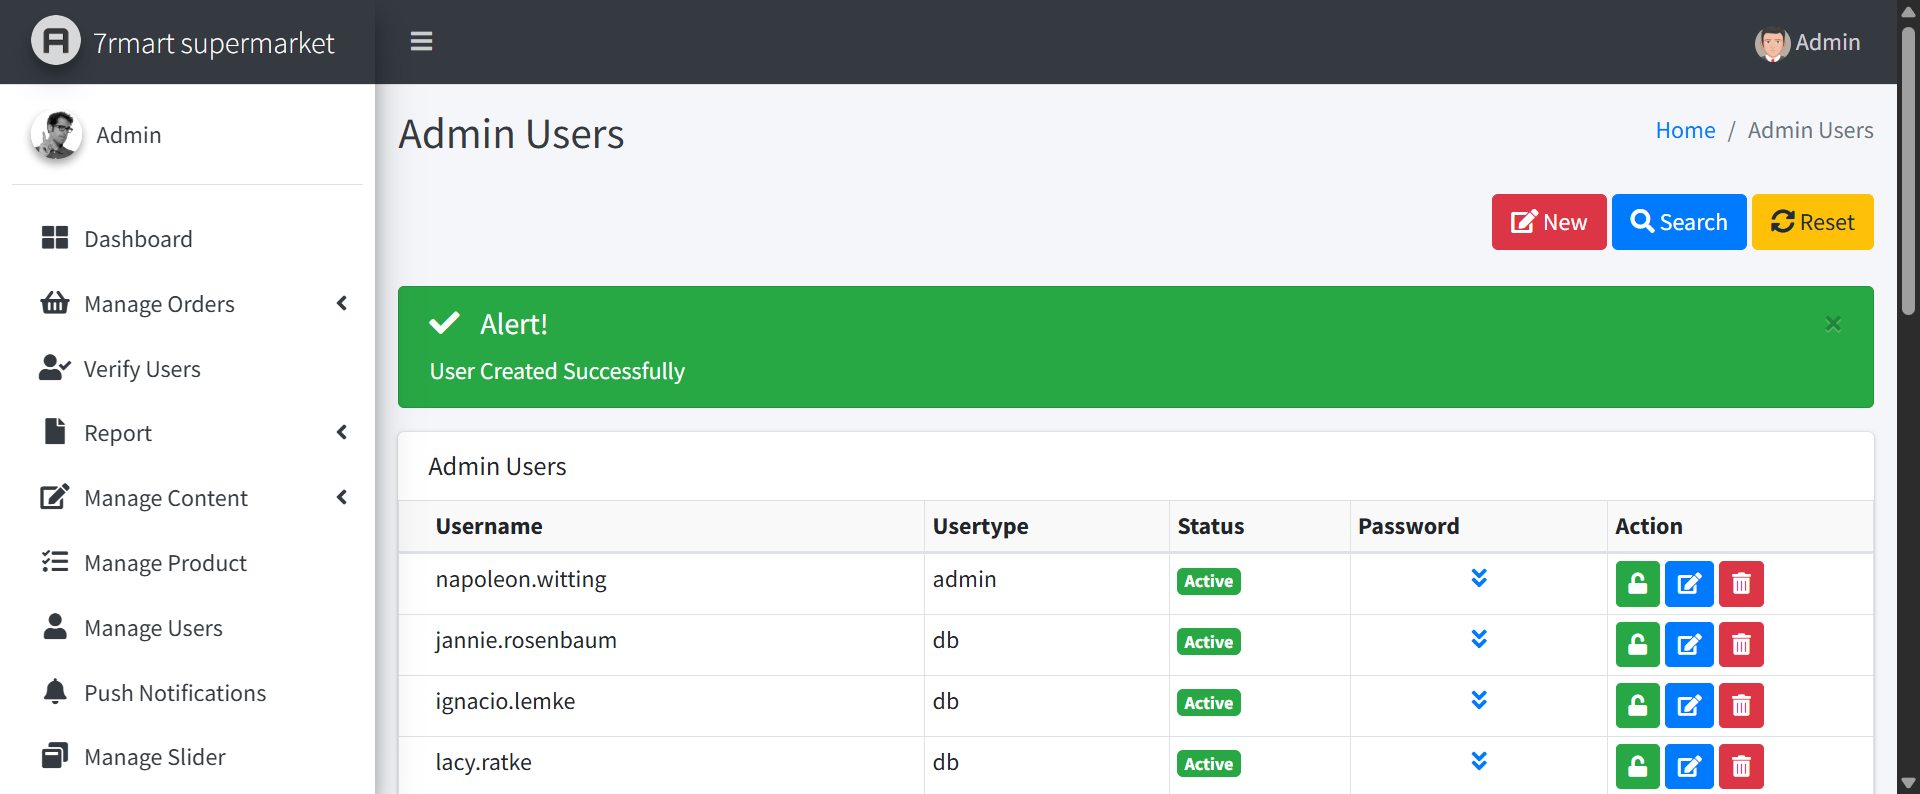 7rmart supermarket
Admin
Admin
Dashboard
Manage Orders
Verify Users
Report
Manage Content
Manage Product
Manage Users
Push Notifications
Manage Slider
Admin Users
Home / Admin Users
New Search Reset
Alert! ×
User Created Successfully
Admin Users
Username Usertype Status Password Action
napoleon.witting admin Active
jannie.rosenbaum db Active
ignacio.lemke db Active
lacy.ratke db Active